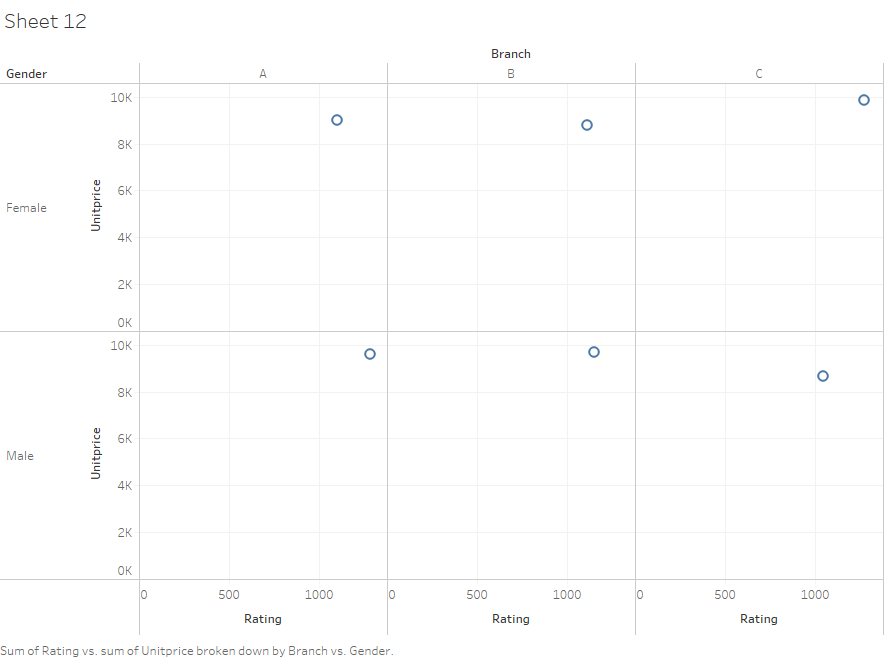 Sheet 12
Branch
Gender A B C
10K
8K
6K
Female
Unitprice
4K
2K
0K
10K
8K
6K
Male
Unitprice
4K
2K
0K
0 500 1000 0 500 1000 0 500 1000
Rating Rating Rating
Sum of Rating vs. sum of Unitprice broken down by Branch vs. Gender.